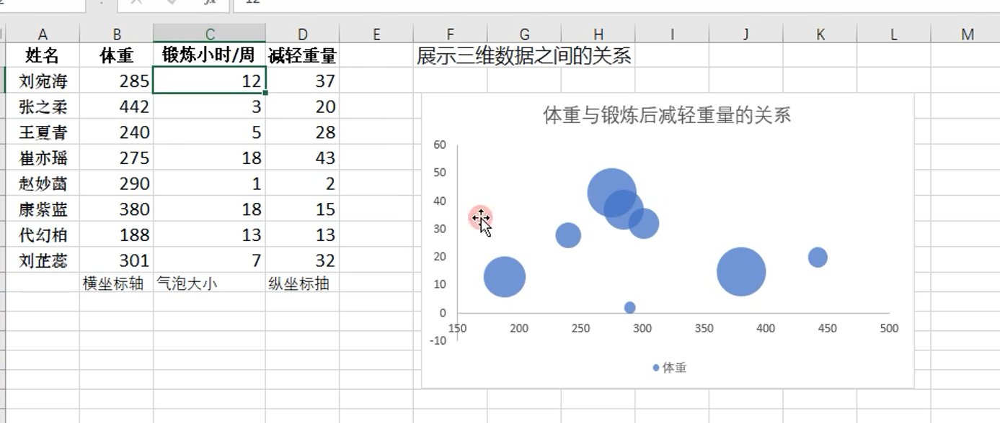 12
A B C D E F G H I J K L M
姓名 体重 锻炼小时/周 减轻重量 展示三维数据之间的关系
刘宛海 285 12 37
张之柔 442 3 20
王夏青 240 5 28
崔亦瑶 275 18 43
赵妙菡 290 1 2
康紫蓝 380 18 15
代幻柏 188 13 13
刘芷蕊 301 7 32
横坐标轴 气泡大小 纵坐标抽
体重与锻炼后减轻重量的关系
60
50
40
30
20
10
0
-10
150 200 250 300 350 400 450 500
体重